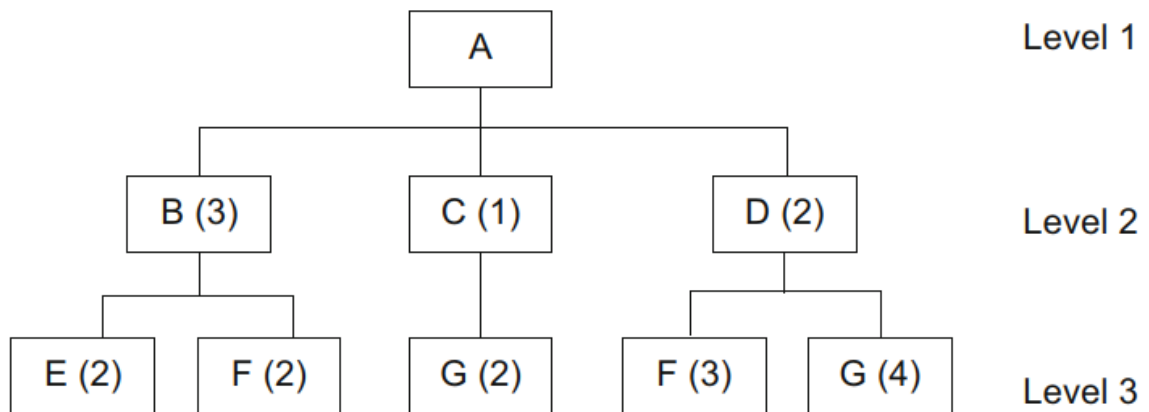 A
Level 1
B (3)
C (1)
D (2)
Level 2
E (2)
F (2)
G (2)
F (3)
G (4)
Level 3